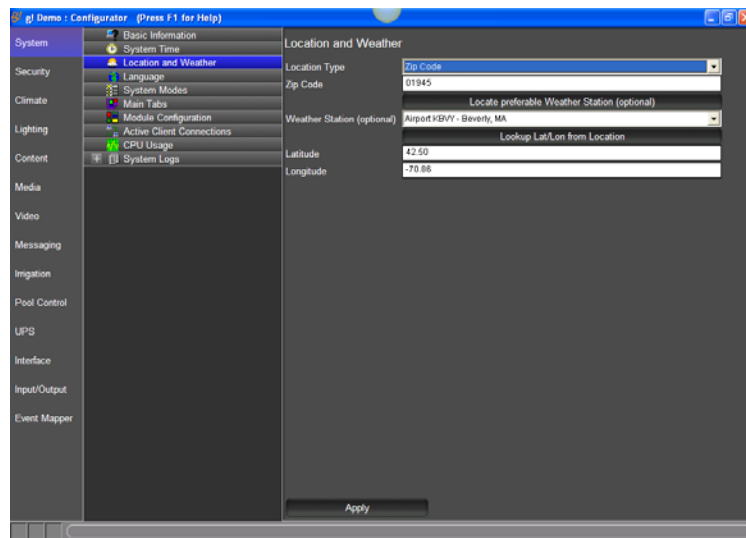 g! Demo : Configurator (Press F1 for Help)
System
Security
Climate
Lighting
Content
Media
Video
Messaging
Irrigation
Pool Control
UPS
Interface
Input/Output
Event Mapper
Basic Information
System Time
Location and Weather
Language
System Modes
Main Tabs
Module Configuration
Active Client Connections
CPU Usage
System Logs
Location and Weather
Location Type Zip Code
Zip Code 01945
Locate preferable Weather Station (optional)
Weather Station (optional) Airport KBVY - Beverly, MA
Lookup Lat/Lon from Location
Latitude 42.50
Longitude -70.86
Apply